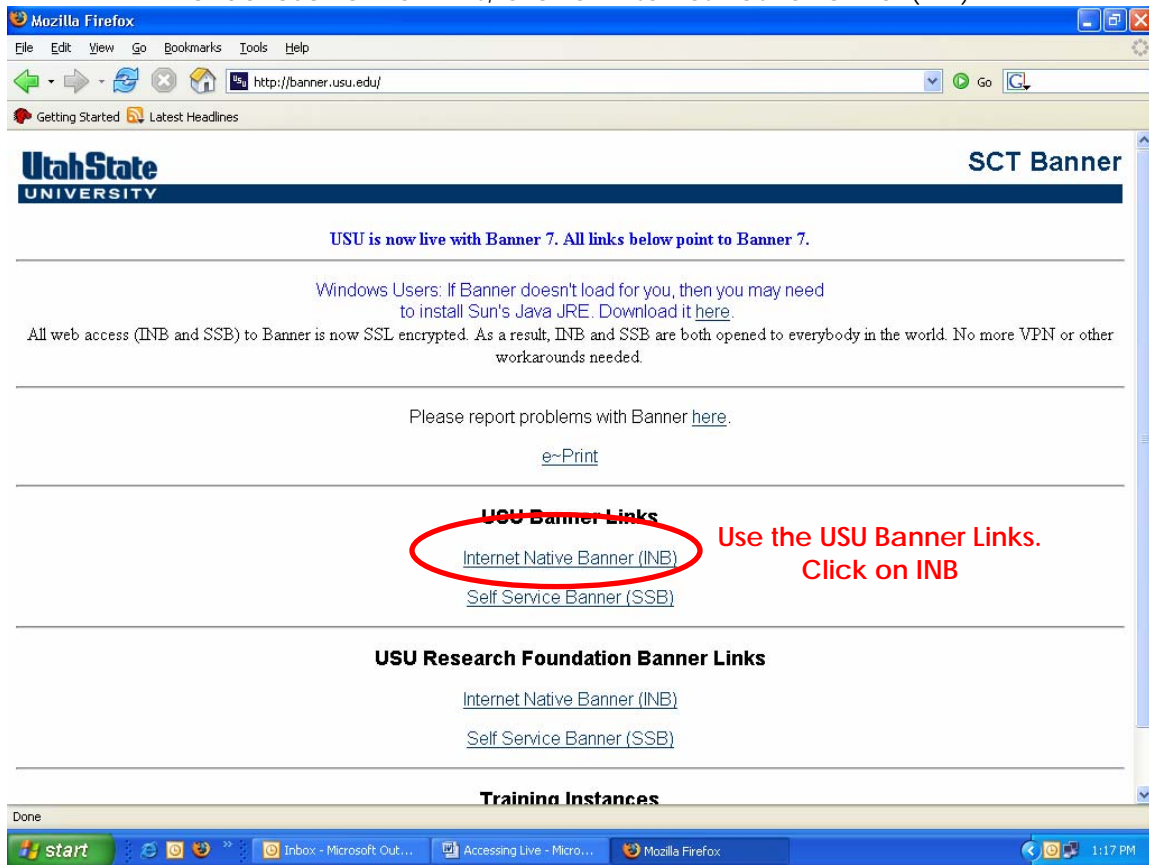 Mozilla Firefox
File Edit View Go Bookmarks Tools Help
http://banner.usu.edu/
Go
G
Getting Started Latest Headlines
UtahState
UNIVERSITY
SCT Banner
USU is now live with Banner 7. All links below point to Banner 7.
Windows Users: If Banner doesn't load for you, then you may need
to install Sun's Java JRE. Download it here.
All web access (INB and SSB) to Banner is now SSL encrypted. As a result, INB and SSB are both opened to everybody in the world. No more VPN or other
workarounds needed.
Please report problems with Banner here.
e~Print
USU Banner Links
Internet Native Banner (INB)
Use the USU Banner Links.
Click on INB
Self Service Banner (SSB)
USU Research Foundation Banner Links
Internet Native Banner (INB)
Self Service Banner (SSB)
Training Instances
Done
start
Inbox - Microsoft Out...
Accessing Live - Micro...
Mozilla Firefox
1:17 PM